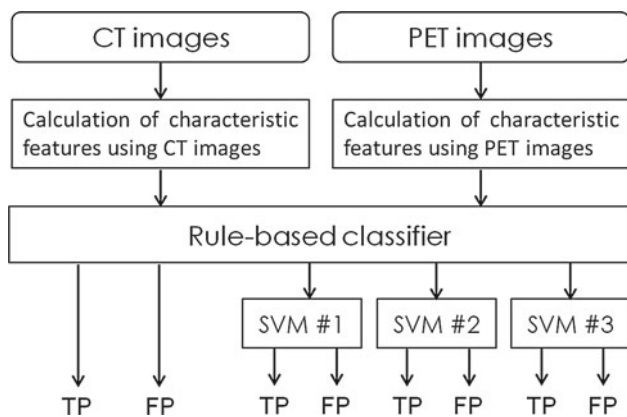 CT images
PET images
Calculation of characteristic
features using CT images
Calculation of characteristic
features using PET images
Rule-based classifier
SVM #1
SVM #2
SVM #3
TP
FP
TP
FP
TP
FP
TP
FP